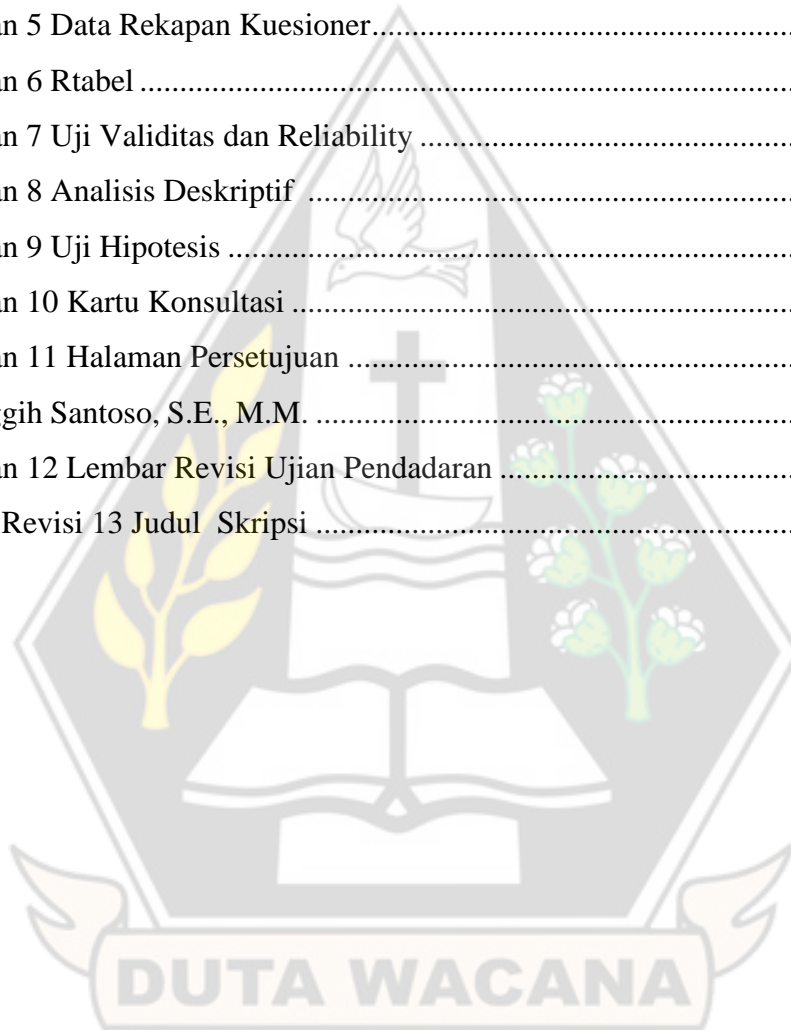 an 5 Data Rekapan Kuesioner
an 6 Rtabel
an 7 Uji Validitas dan Reliability
an 8 Analisis Deskriptif
an 9 Uji Hipotesis
an 10 Kartu Konsultasi
an 11 Halaman Persetujuan
ggih Santoso, S.E., M.M.
an 12 Lembar Revisi Ujian Pendadaran
Revisi 13 Judul Skripsi
DUTA WACANA